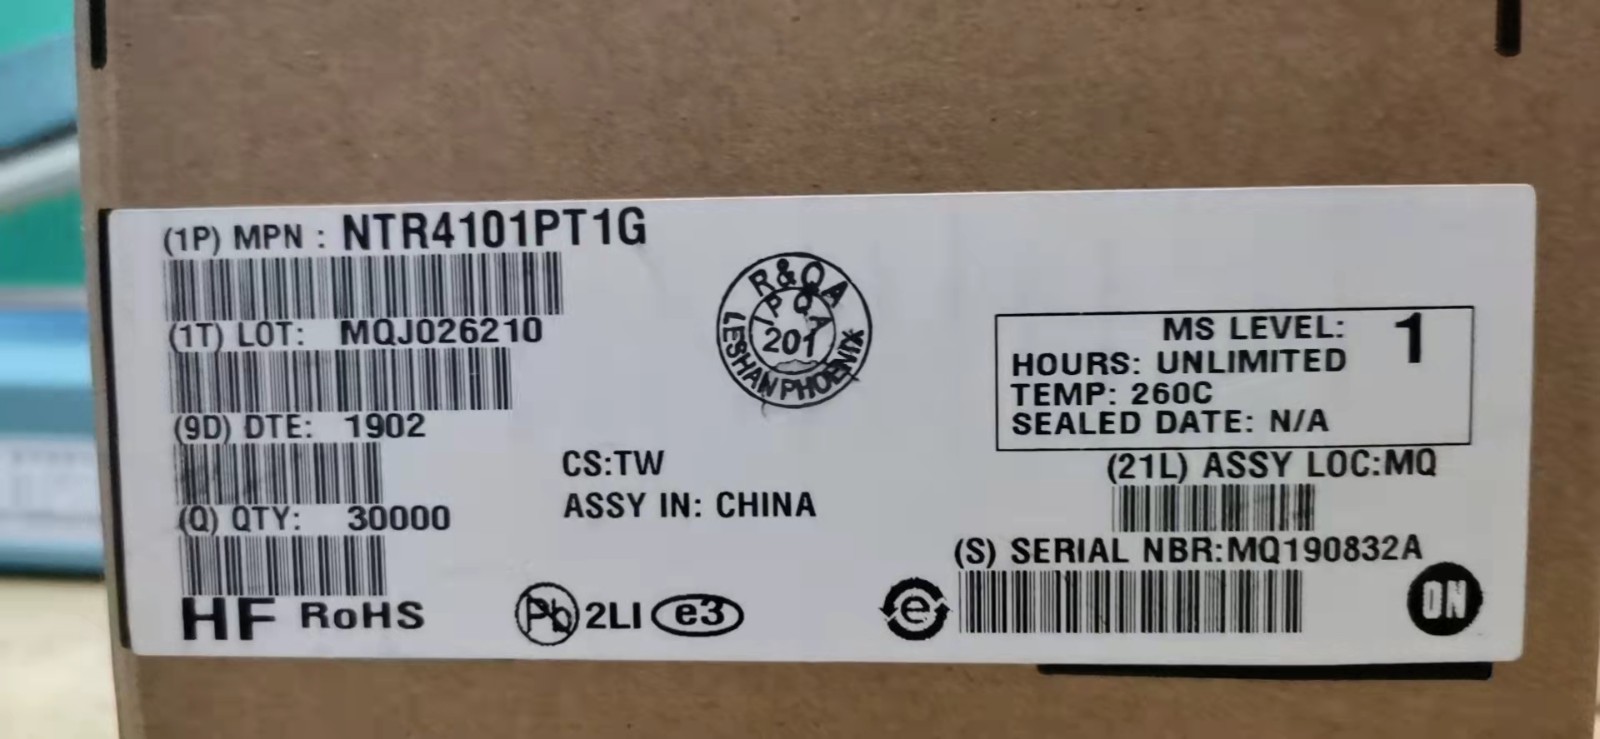 (1P) MPN : NTR4101PT1G
(1T) LOT: MQJ026210
(9D) DTE: 1902
(Q) QTY: 30000
HF RoHS
R&QA
IPQA
201
LESHAN PHOENIX
CS:TW
ASSY IN: CHINA
Pb 2LI e3
MS LEVEL: 1
HOURS: UNLIMITED
TEMP: 260C
SEALED DATE: N/A
(21L) ASSY LOC:MQ
(S) SERIAL NBR:MQ190832A
e
ON